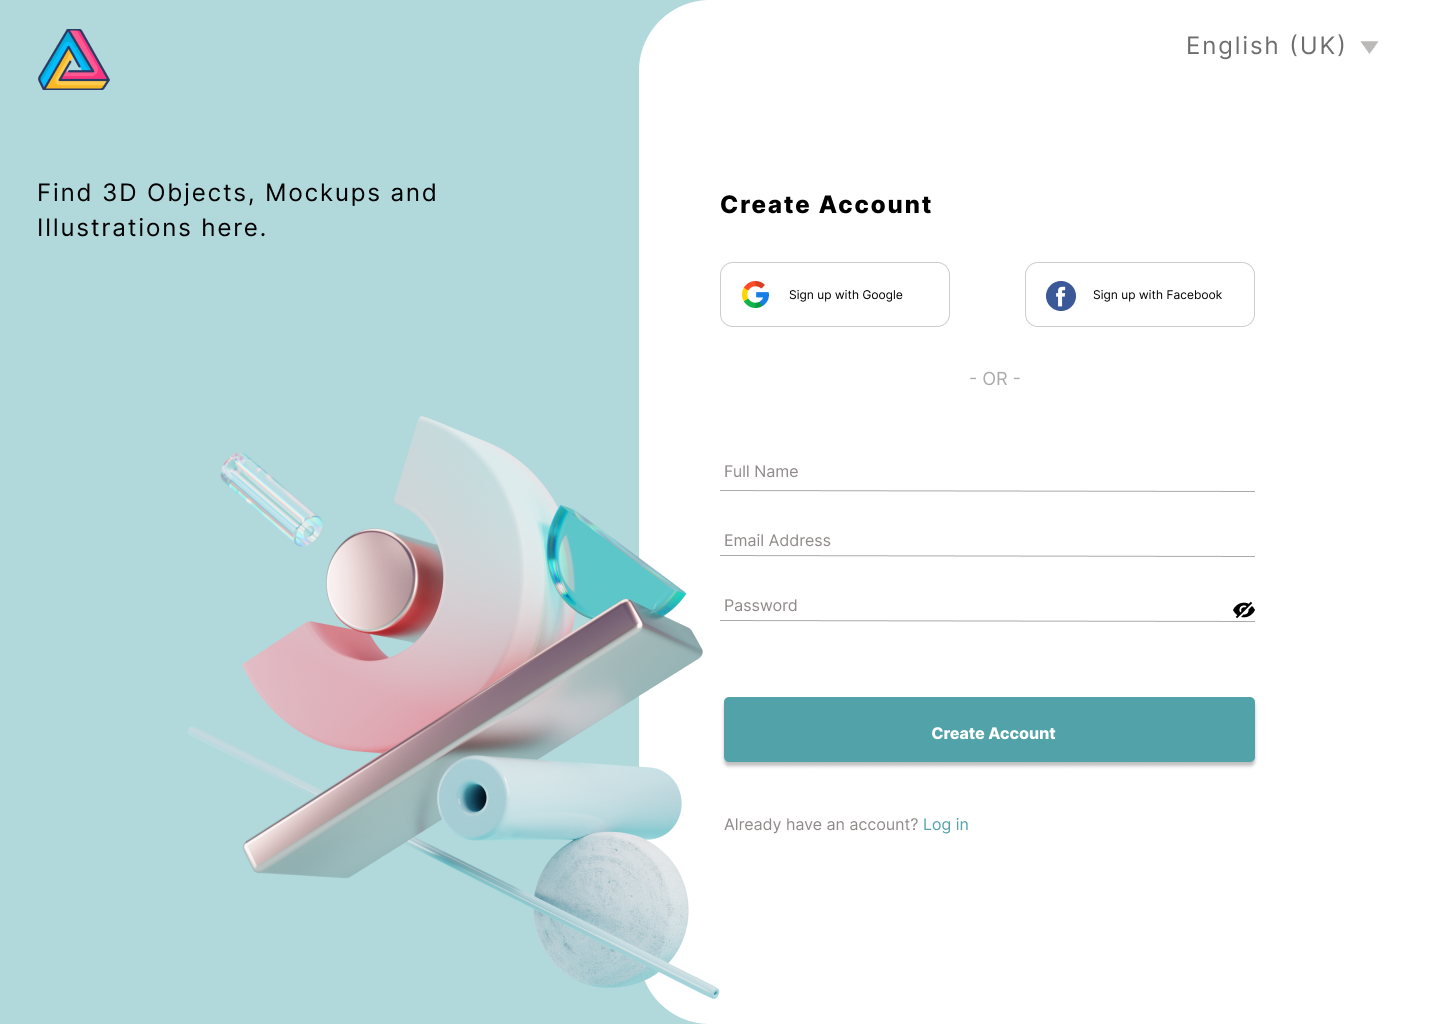 English (UK)
Find 3D Objects, Mockups and
Illustrations here.
Create Account
Sign up with Google
Sign up with Facebook
- OR -
Full Name
Email Address
Password
Create Account
Already have an account? Log in